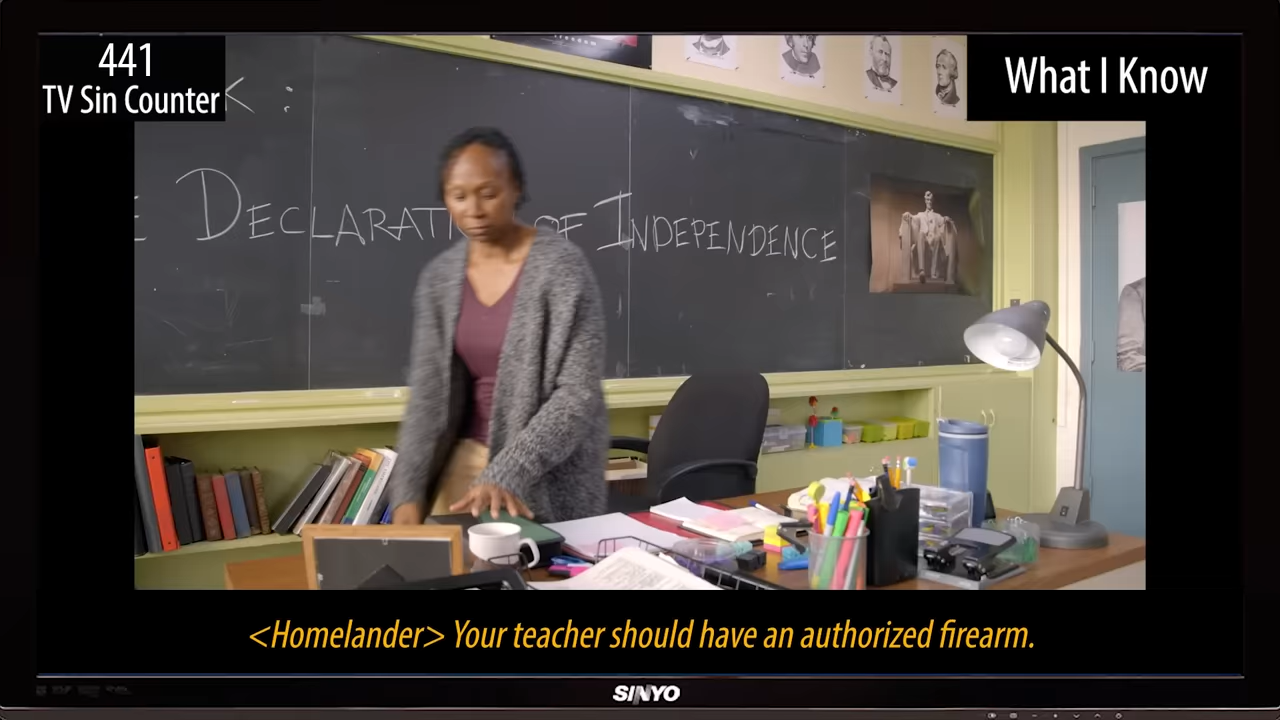 441
TV Sin Counter
What I Know
DECLARAT OF INDEPENDENCE
<Homelander> Your teacher should have an authorized firearm.
SINYO